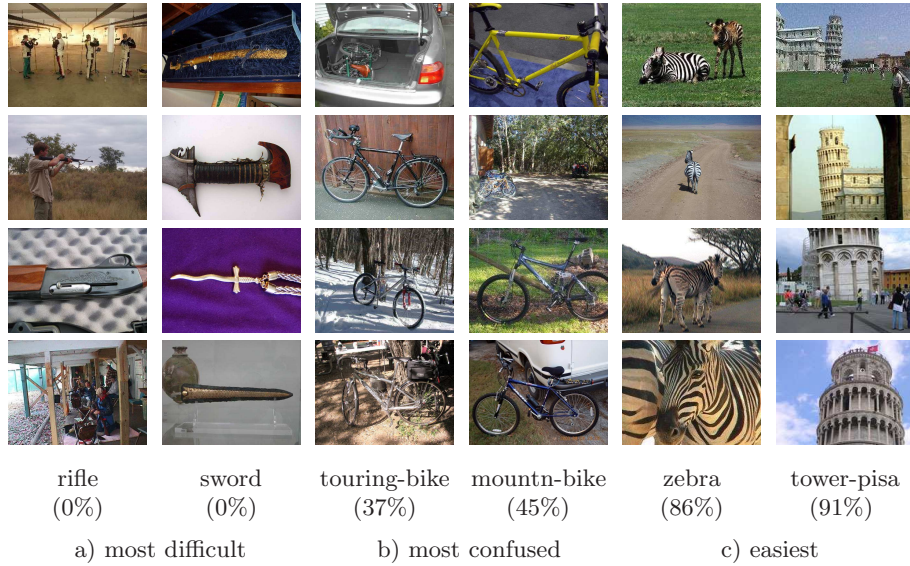 rifle sword touring-bike mountn-bike zebra tower-pisa
(0%) (0%) (37%) (45%) (86%) (91%)
a) most difficult b) most confused c) easiest